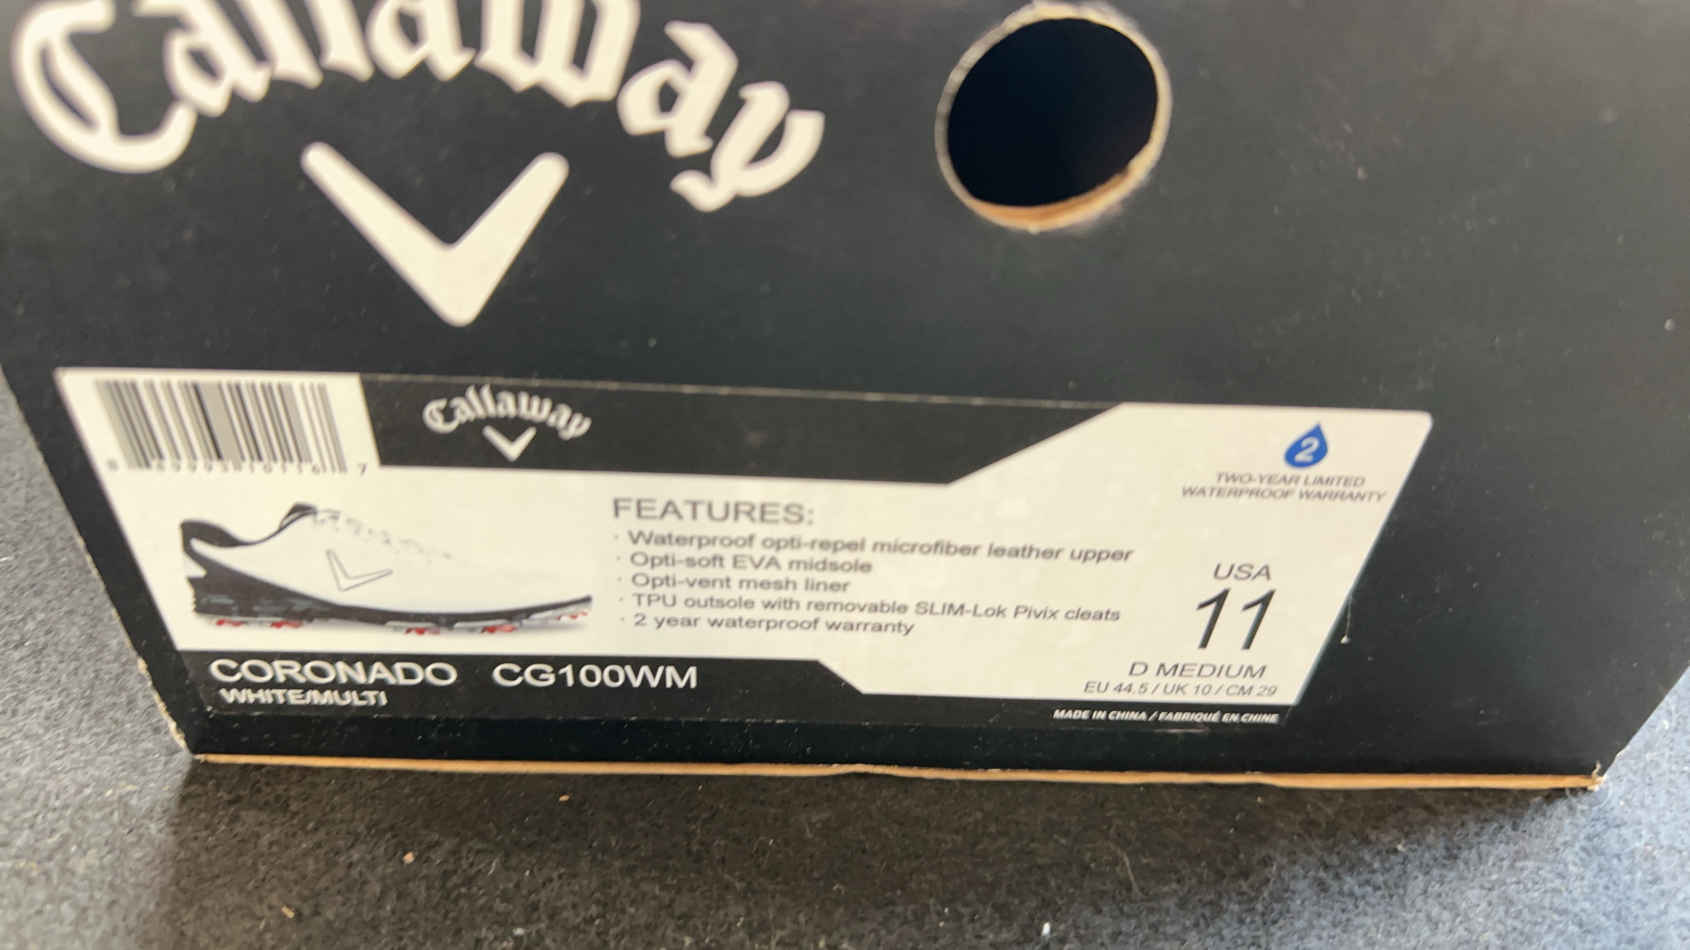 Callaway
Callaway
2
TWO-YEAR LIMITED
WATERPROOF WARRANTY
FEATURES:
· Waterproof opti-repel microfiber leather upper
· Opti-soft EVA midsole
· Opti-vent mesh liner
· TPU outsole with removable SLIM-Lok Pivix cleats
· 2 year waterproof warranty
USA
11
D MEDIUM
EU 44.5 / UK 10 / CM 29
CORONADO CG100WM
WHITE/MULTI
MADE IN CHINA / FABRIQUÉ EN CHINE